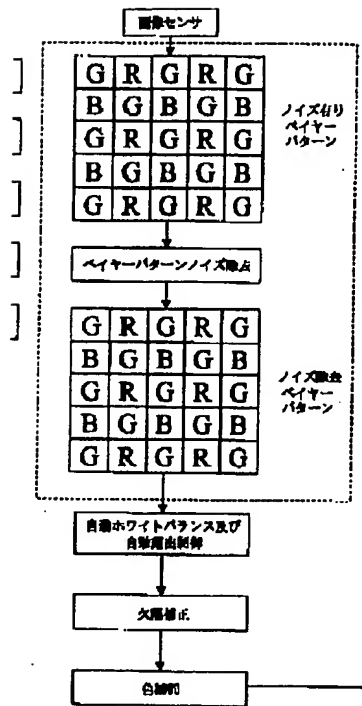 画像センサ
G R G R G
B G B G B
G R G R G
B G B G B
G R G R G
ノイズ有り
ベイヤー
パターン
ベイヤーパターンノイズ除去
G R G R G
B G B G B
G R G R G
B G B G B
G R G R G
ノイズ除去
ベイヤー
パターン
自動ホワイトバランス及び
自動露出制御
欠陥修正
色補間